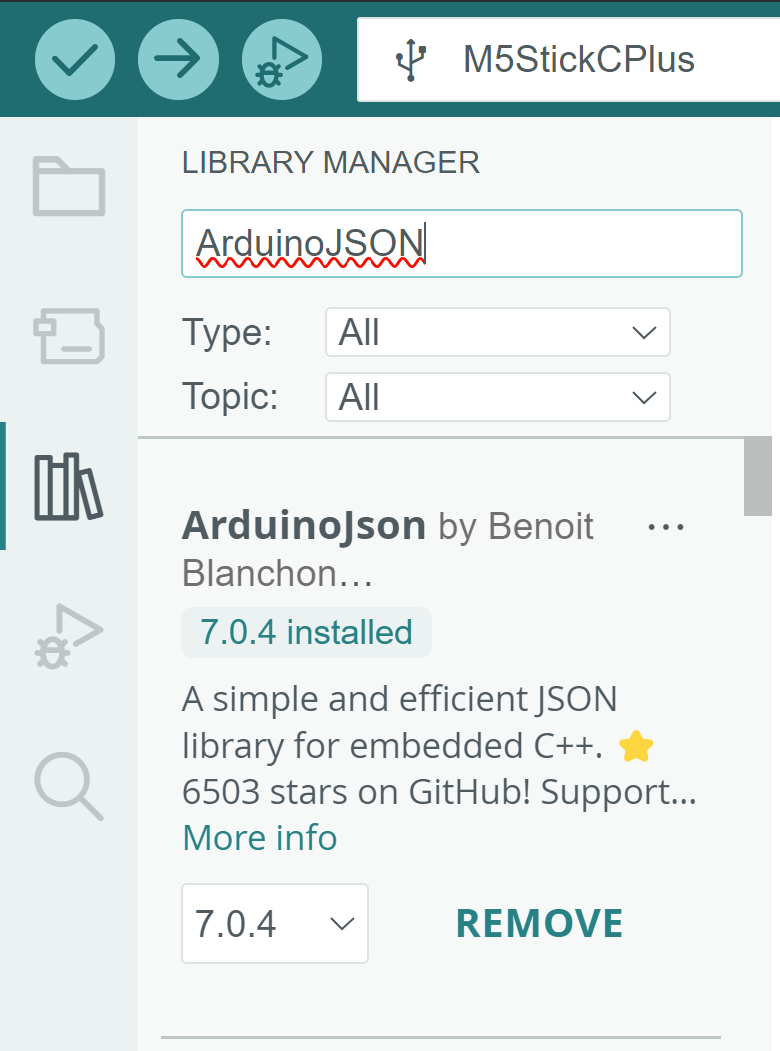 M5StickCPlus
LIBRARY MANAGER
ArduinoJSON
Type: All
Topic: All
ArduinoJson by Benoit
Blanchon…
7.0.4 installed
A simple and efficient JSON
library for embedded C++. ⭐
6503 stars on GitHub! Support...
More info
7.0.4 REMOVE